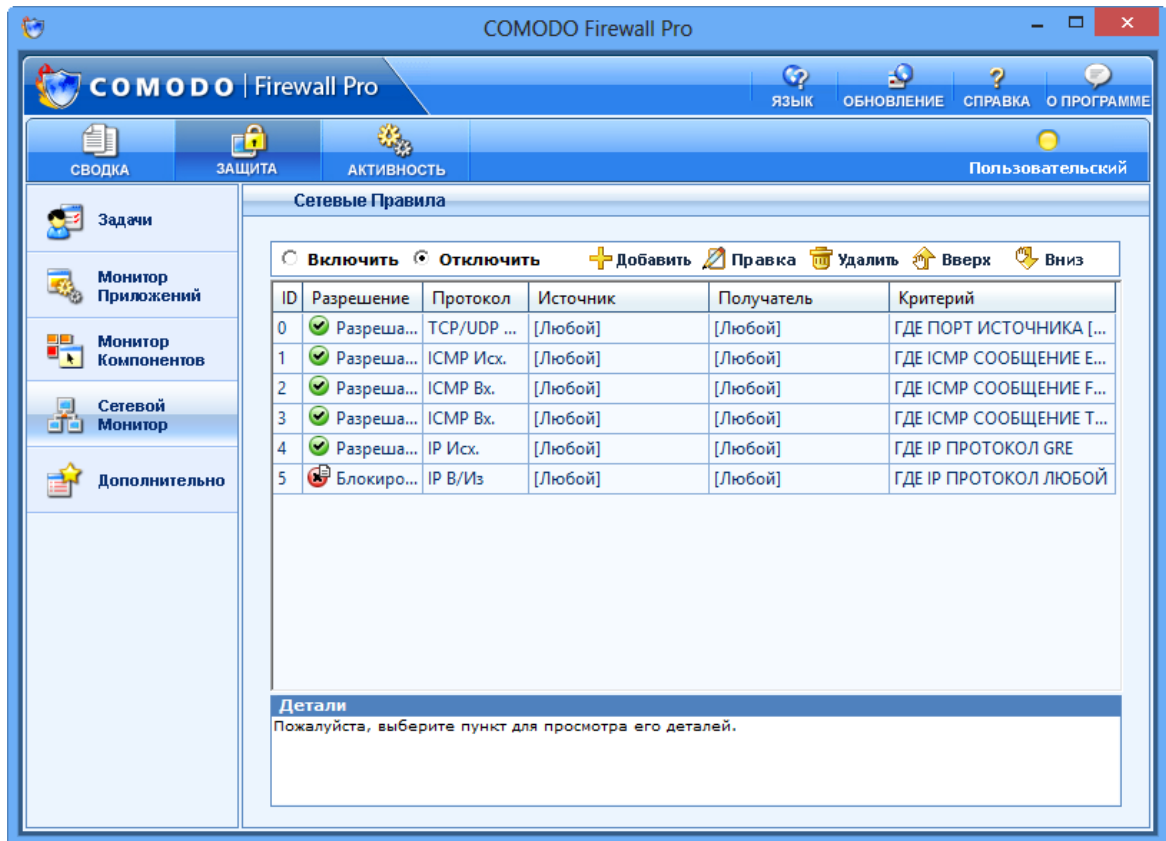 COMODO Firewall Pro
COMODO | Firewall Pro
ЯЗЫК ОБНОВЛЕНИЕ СПРАВКА О ПРОГРАММЕ
СВОДКА ЗАЩИТА АКТИВНОСТЬ Пользовательский
Задачи
Монитор
Приложений
Монитор
Компонентов
Сетевой
Монитор
Дополнительно
Сетевые Правила
Включить Отключить Добавить Правка Удалить Вверх Вниз
ID Разрешение Протокол Источник Получатель Критерий
0 Разреша... TCP/UDP ... [Любой] [Любой] ГДЕ ПОРТ ИСТОЧНИКА [...
1 Разреша... ICMP Исх. [Любой] [Любой] ГДЕ ICMP СООБЩЕНИЕ E...
2 Разреша... ICMP Вх. [Любой] [Любой] ГДЕ ICMP СООБЩЕНИЕ F...
3 Разреша... ICMP Вх. [Любой] [Любой] ГДЕ ICMP СООБЩЕНИЕ T...
4 Разреша... IP Исх. [Любой] [Любой] ГДЕ IP ПРОТОКОЛ GRE
5 Блокиро... IP В/Из [Любой] [Любой] ГДЕ IP ПРОТОКОЛ ЛЮБОЙ
Детали
Пожалуйста, выберите пункт для просмотра его деталей.